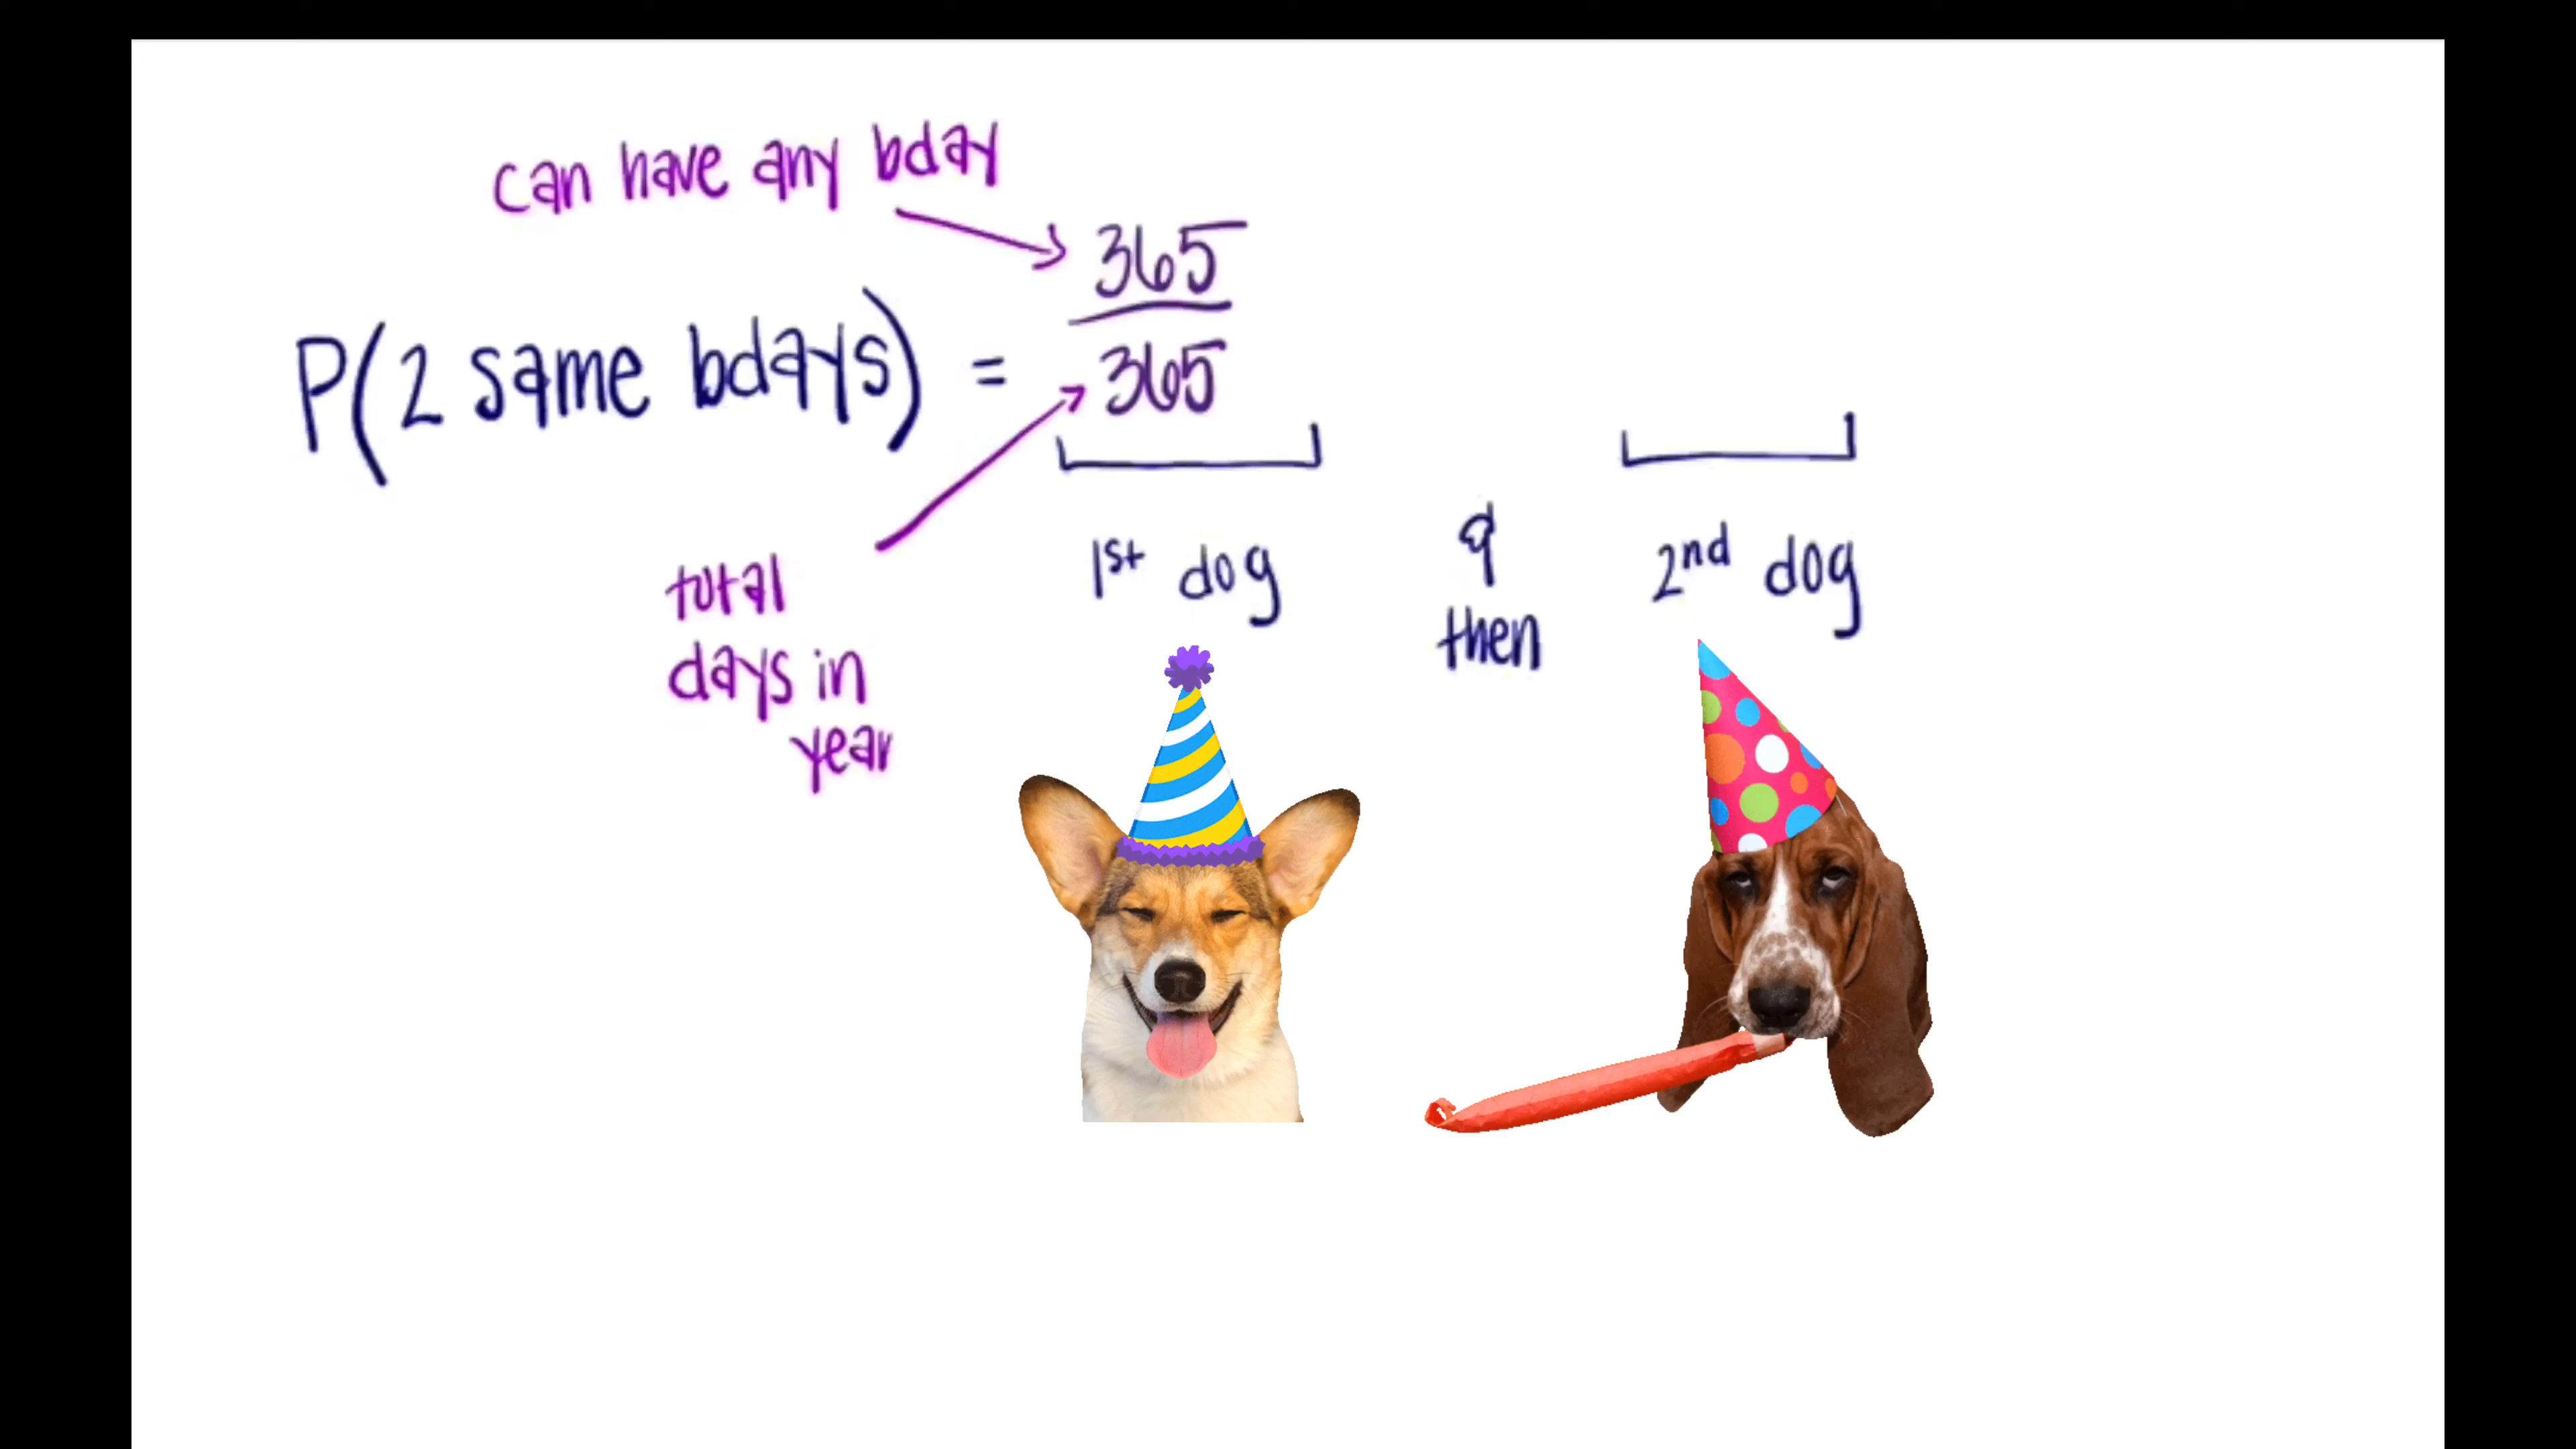 can have any bday
365
P(2 same bdays) =
365
1st dog
&
then
2nd dog
total
days in
year